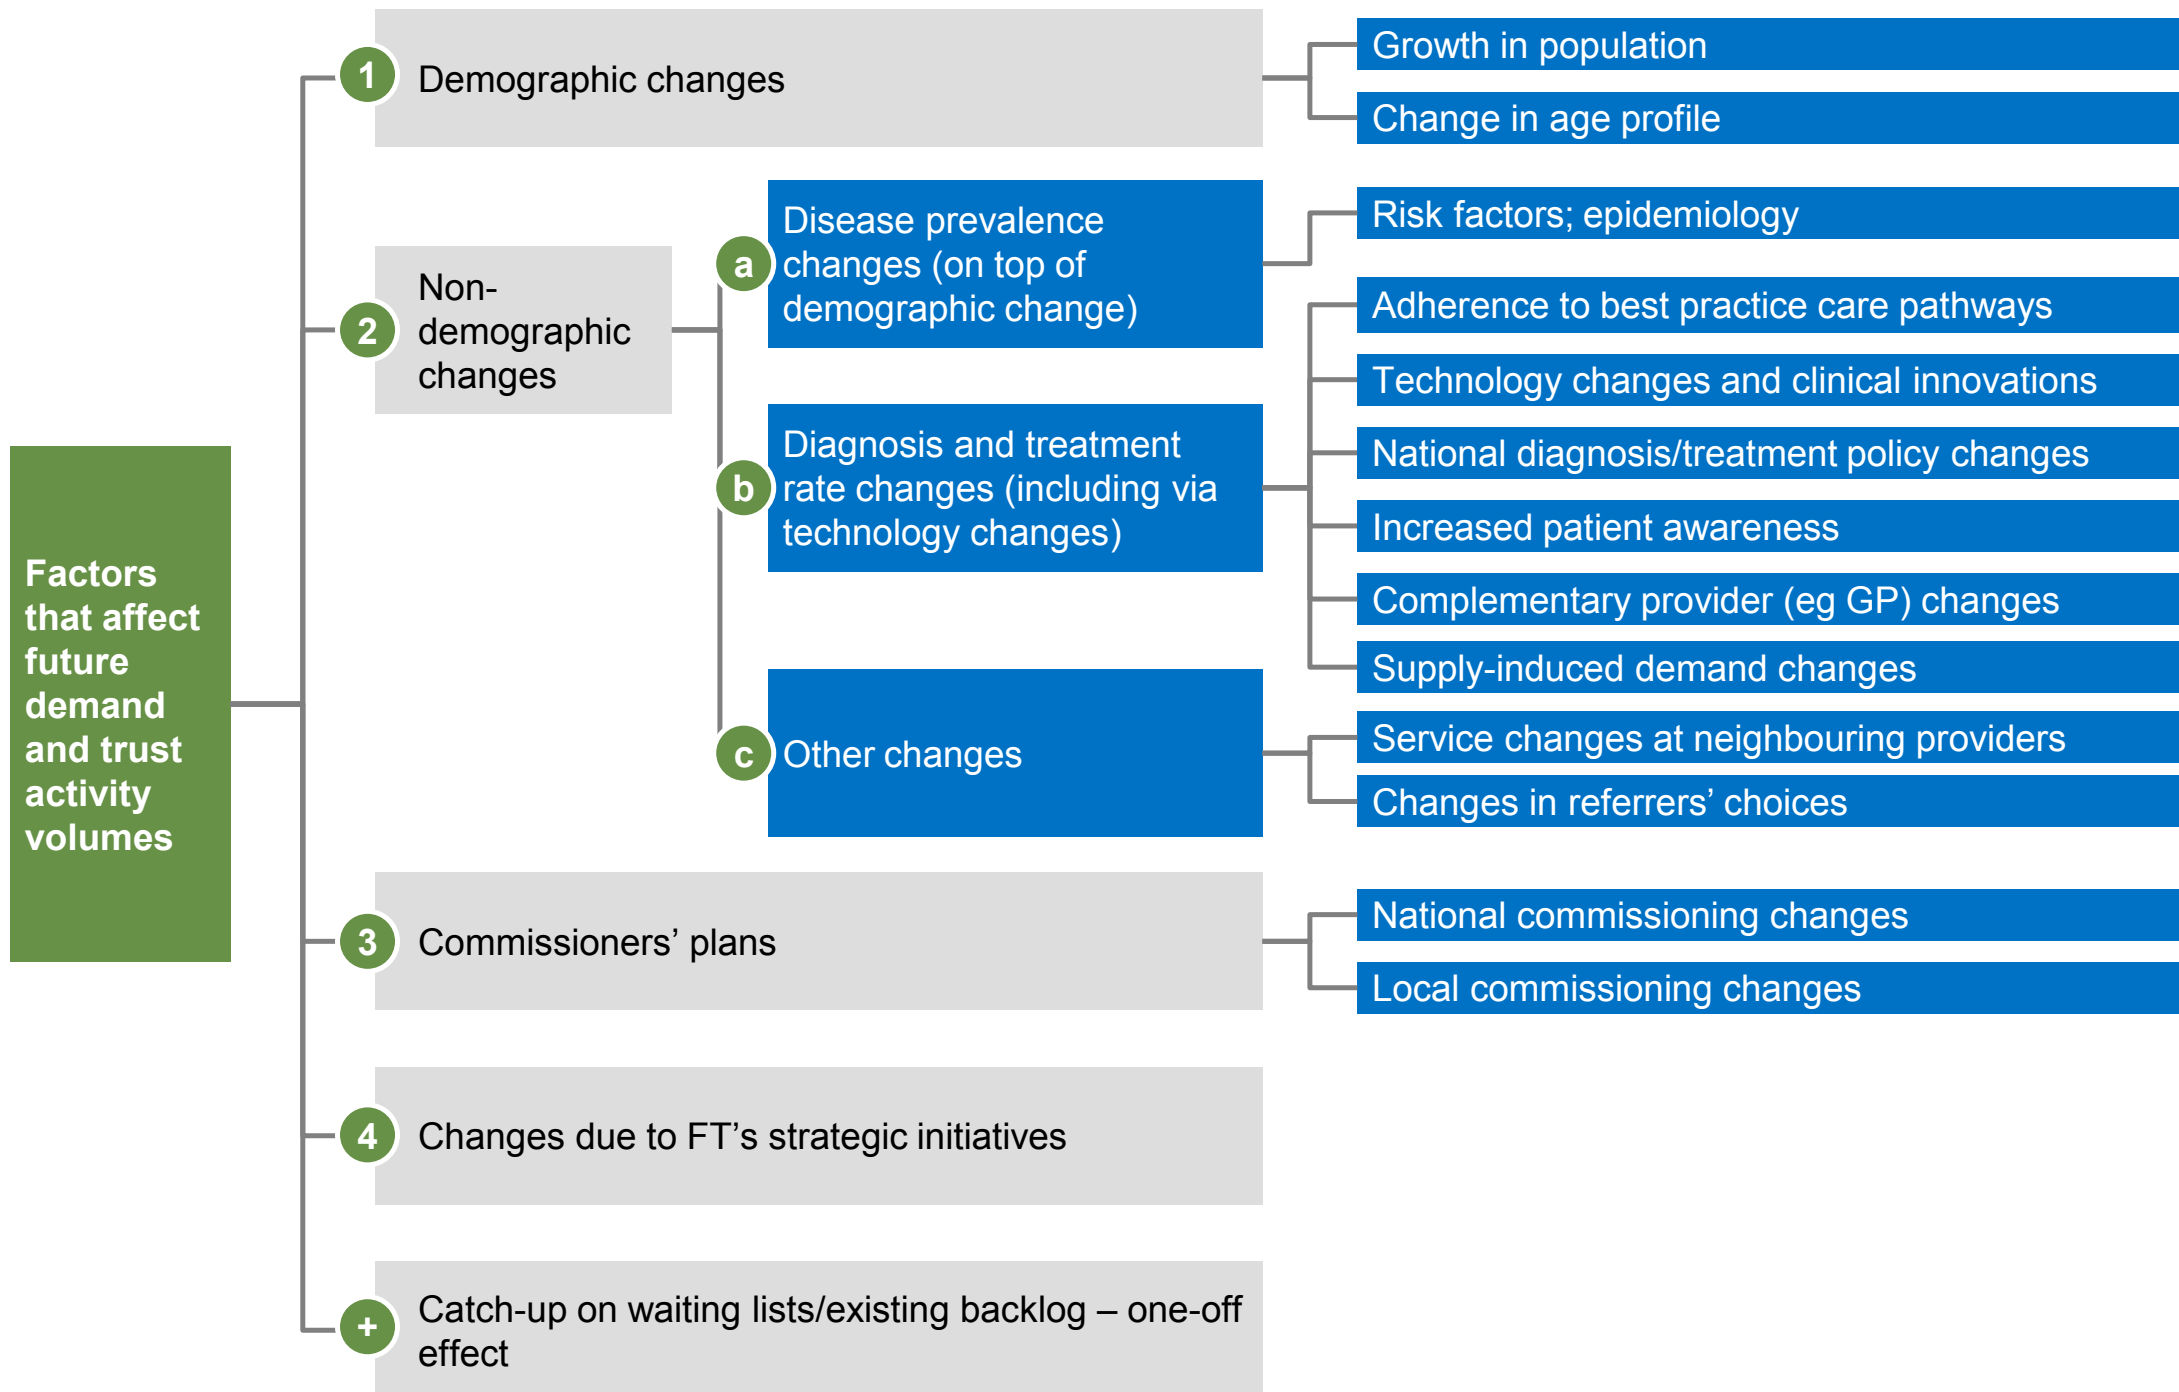 Factors
that affect
future
demand
and trust
activity
volumes
1
Demographic changes
Growth in population
Change in age profile
2
Non-
demographic
changes
a
Disease prevalence
changes (on top of
demographic change)
Risk factors; epidemiology
b
Diagnosis and treatment
rate changes (including via
technology changes)
Adherence to best practice care pathways
Technology changes and clinical innovations
National diagnosis/treatment policy changes
Increased patient awareness
Complementary provider (eg GP) changes
Supply-induced demand changes
c
Other changes
Service changes at neighbouring providers
Changes in referrers’ choices
3
Commissioners’ plans
National commissioning changes
Local commissioning changes
4
Changes due to FT’s strategic initiatives
+
Catch-up on waiting lists/existing backlog – one-off
effect